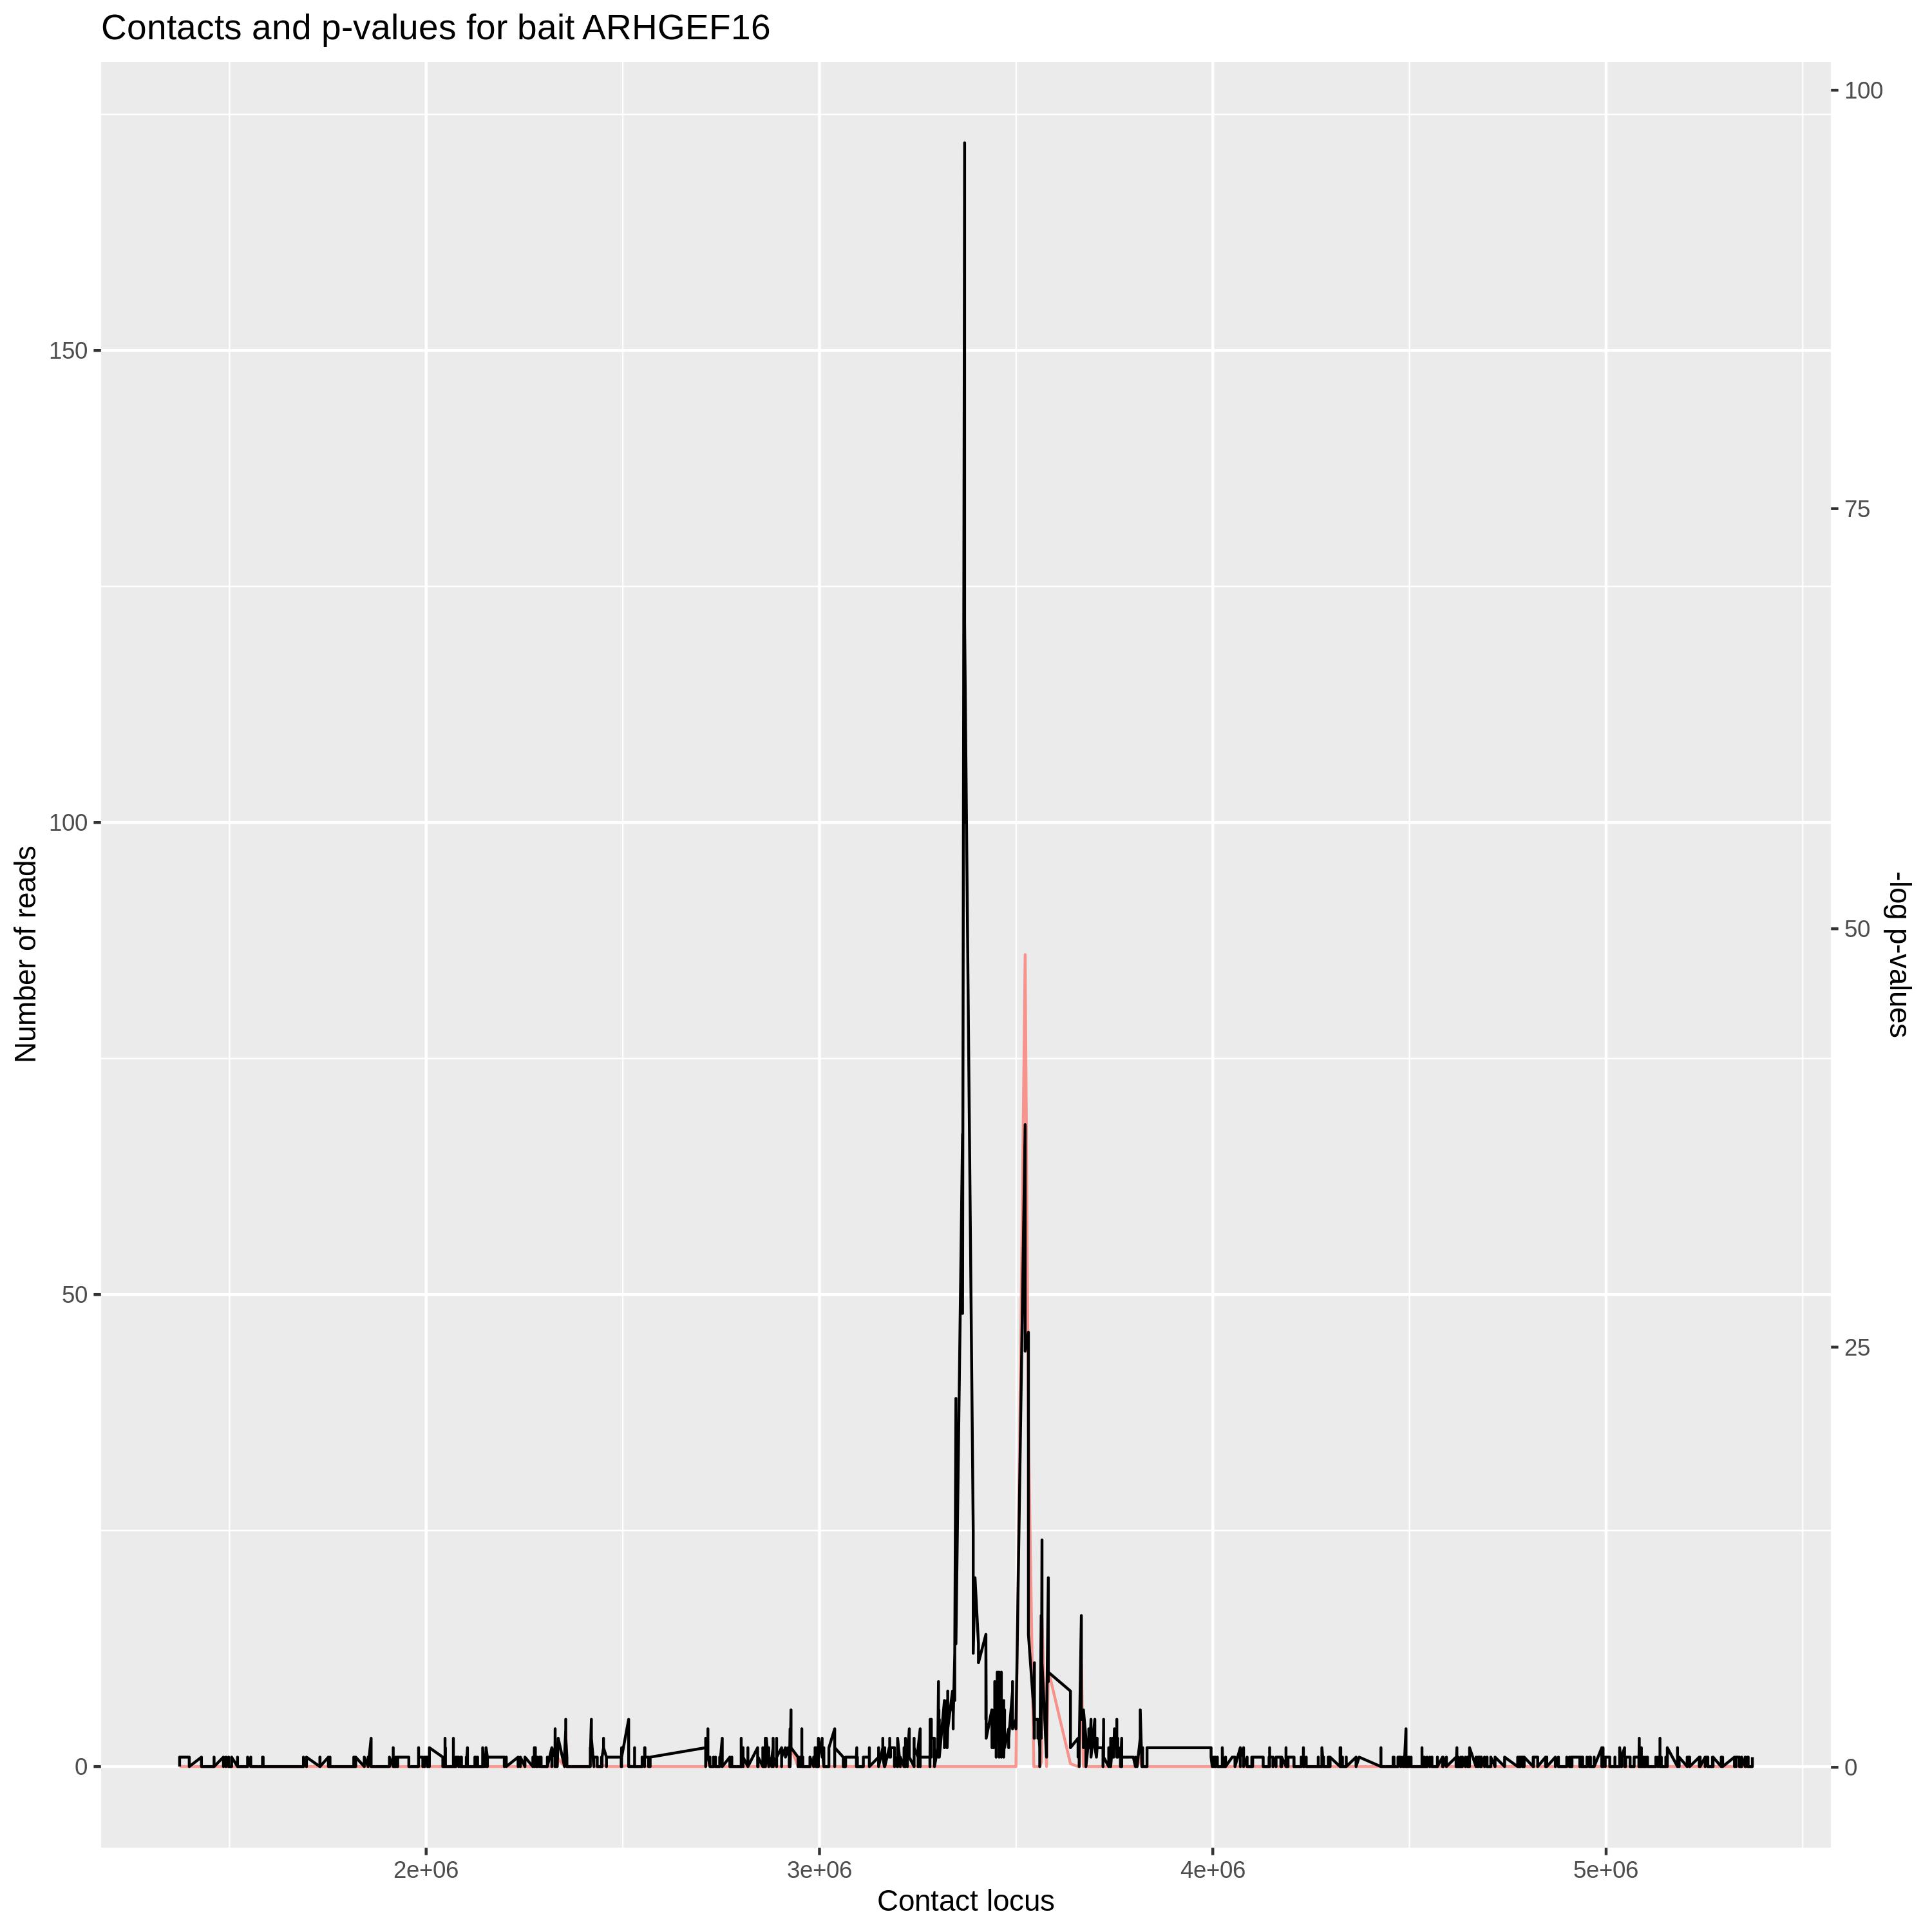 Contacts and p-values for bait ARHGEF16
100
75
50
25
0
150
100
50
0
Number of reads
-log p-values
2e+06 3e+06 4e+06 5e+06
Contact locus